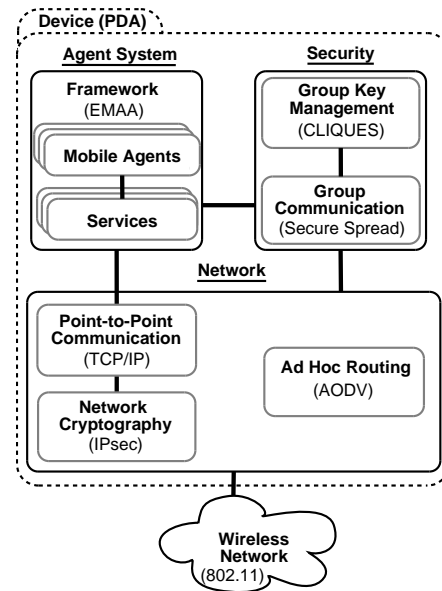 Device (PDA)
Agent System
Framework
(EMAA)
Mobile Agents
Services
Security
Group Key
Management
(CLIQUES)
Group
Communication
(Secure Spread)
Network
Point-to-Point
Communication
(TCP/IP)
Network
Cryptography
(IPsec)
Ad Hoc Routing
(AODV)
Wireless
Network
(802.11)